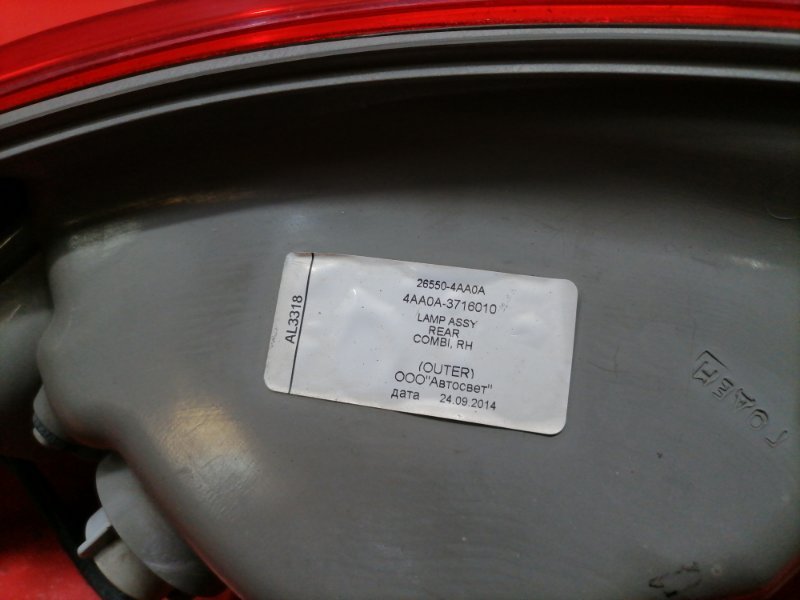 AL3318
26550-4AA0A
4AA0A-3716010
LAMP ASSY
REAR
COMBI, RH
(OUTER)
ООО"Автосвет"
дата 24.09.2014